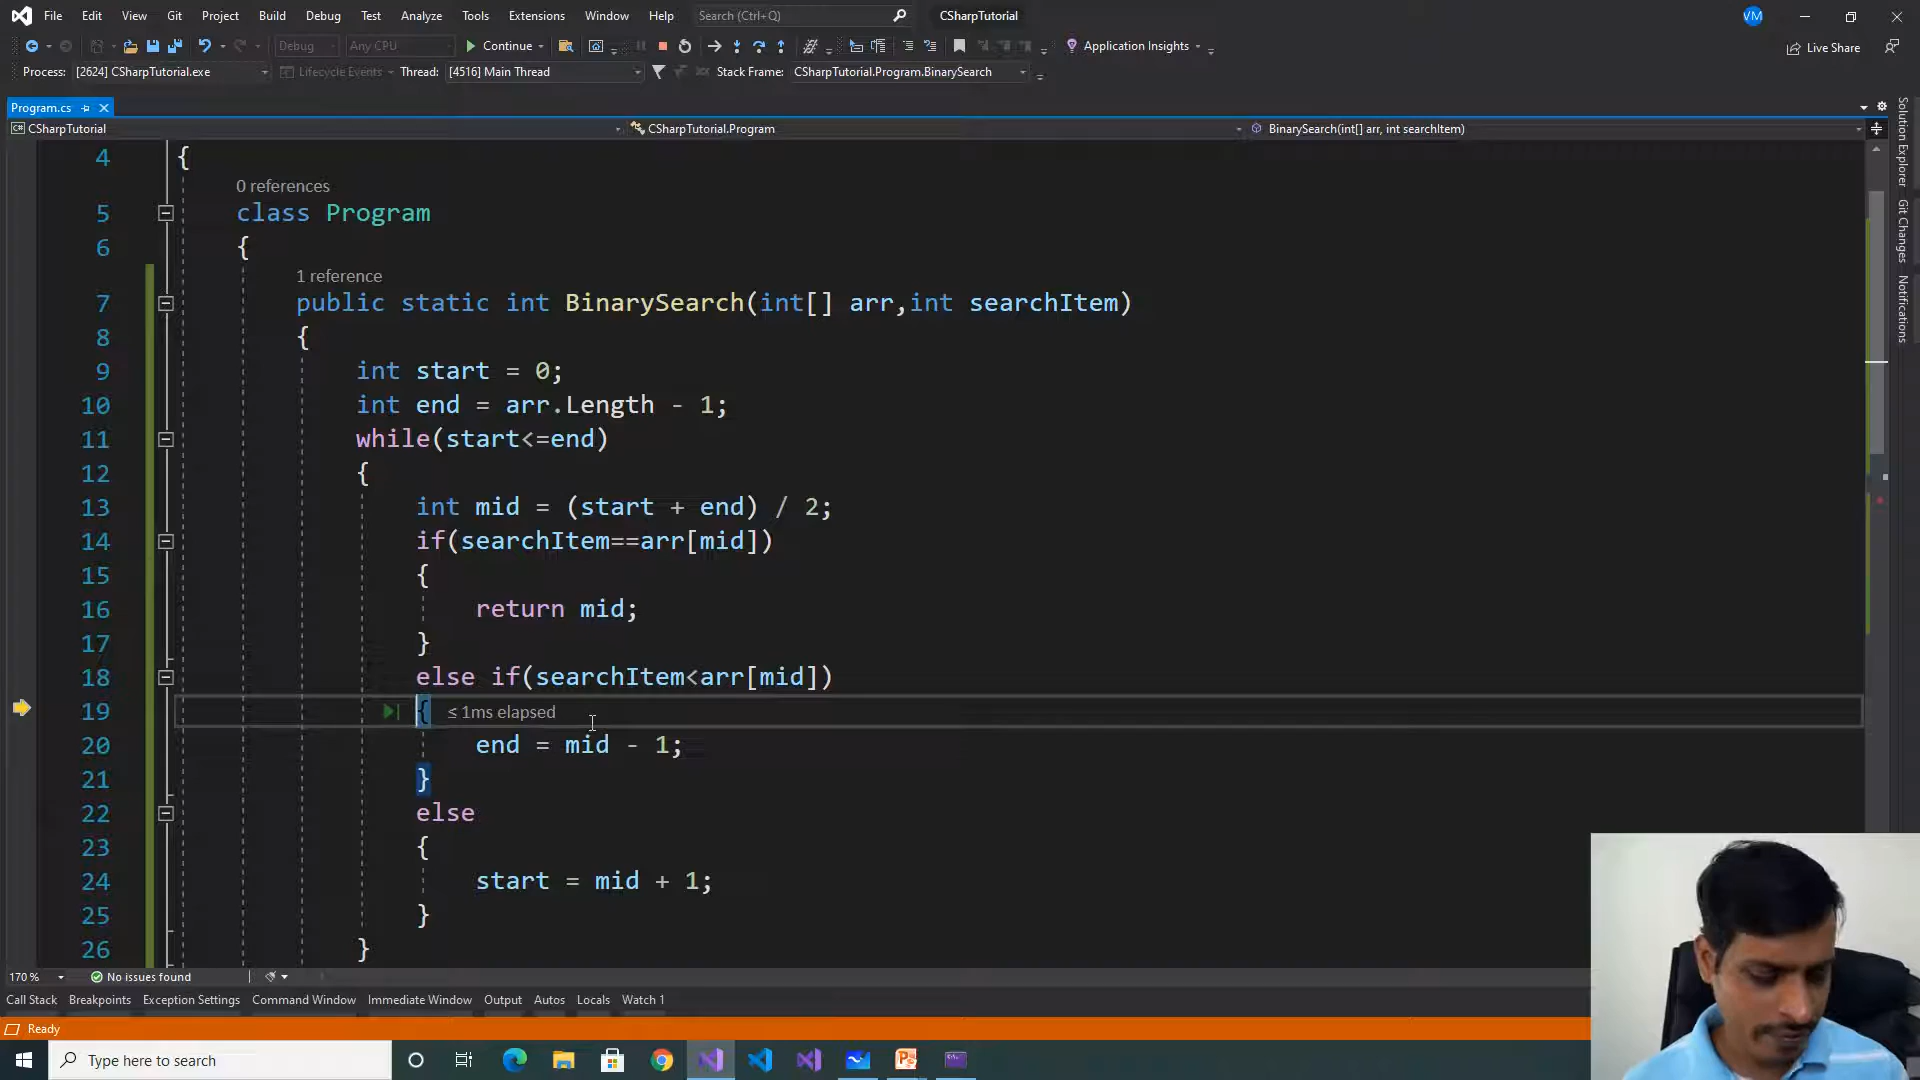 File Edit View Git Project Build Debug Test Analyze Tools Extensions Window Help Search (Ctrl+Q) CSharpTutorial VM
Debug Any CPU Continue Application Insights Live Share
Process: [2624] CSharpTutorial.exe Lifecycle Events Thread: [4516] Main Thread Stack Frame: CSharpTutorial.Program.BinarySearch
Program.cs
CSharpTutorial CSharpTutorial.Program BinarySearch(int[] arr, int searchItem)
4 {
0 references
5 class Program
6 {
1 reference
7 public static int BinarySearch(int[] arr,int searchItem)
8 {
9 int start = 0;
10 int end = arr.Length - 1;
11 while(start<=end)
12 {
13 int mid = (start + end) / 2;
14 if(searchItem==arr[mid])
15 {
16 return mid;
17 }
18 else if(searchItem<arr[mid])
19 { ≤ 1ms elapsed
20 end = mid - 1;
21 }
22 else
23 {
24 start = mid + 1;
25 }
26 }
Solution Explorer
Git Changes
Notifications
170 % No issues found
Call Stack Breakpoints Exception Settings Command Window Immediate Window Output Autos Locals Watch 1
Ready
Type here to search